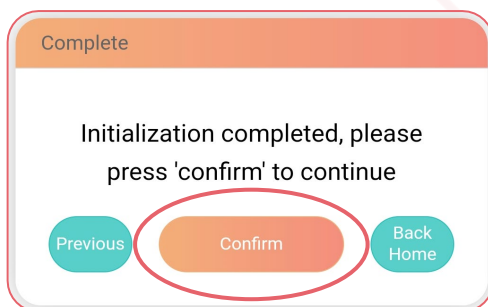 Complete
Initialization completed, please
press 'confirm' to continue
Previous
Confirm
Back
Home